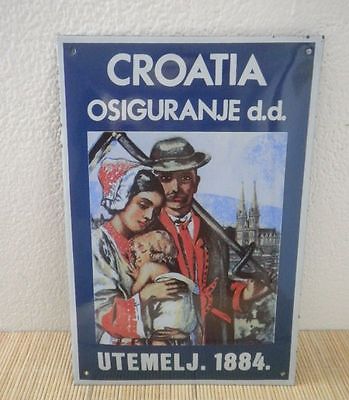 CROATIA
OSIGURANJE d.d.
UTEMELJ. 1884.